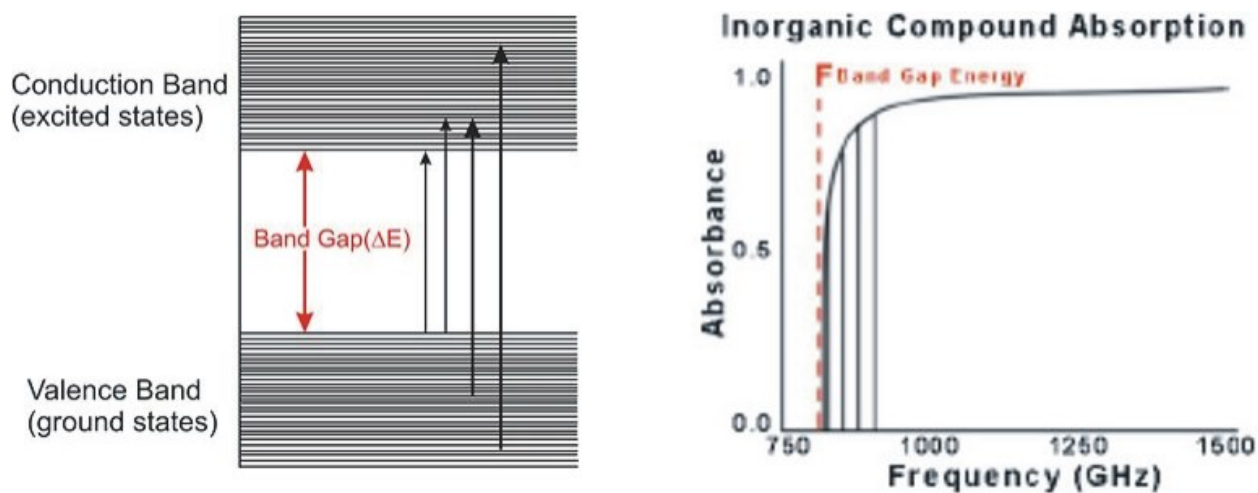 Conduction Band
(excited states)
Band Gap(ΔE)
Valence Band
(ground states)
Inorganic Compound Absorption
Band Gap Energy
1.0
0.5
0.0
Absorbance
750
1000
1250
1500
Frequency (GHz)